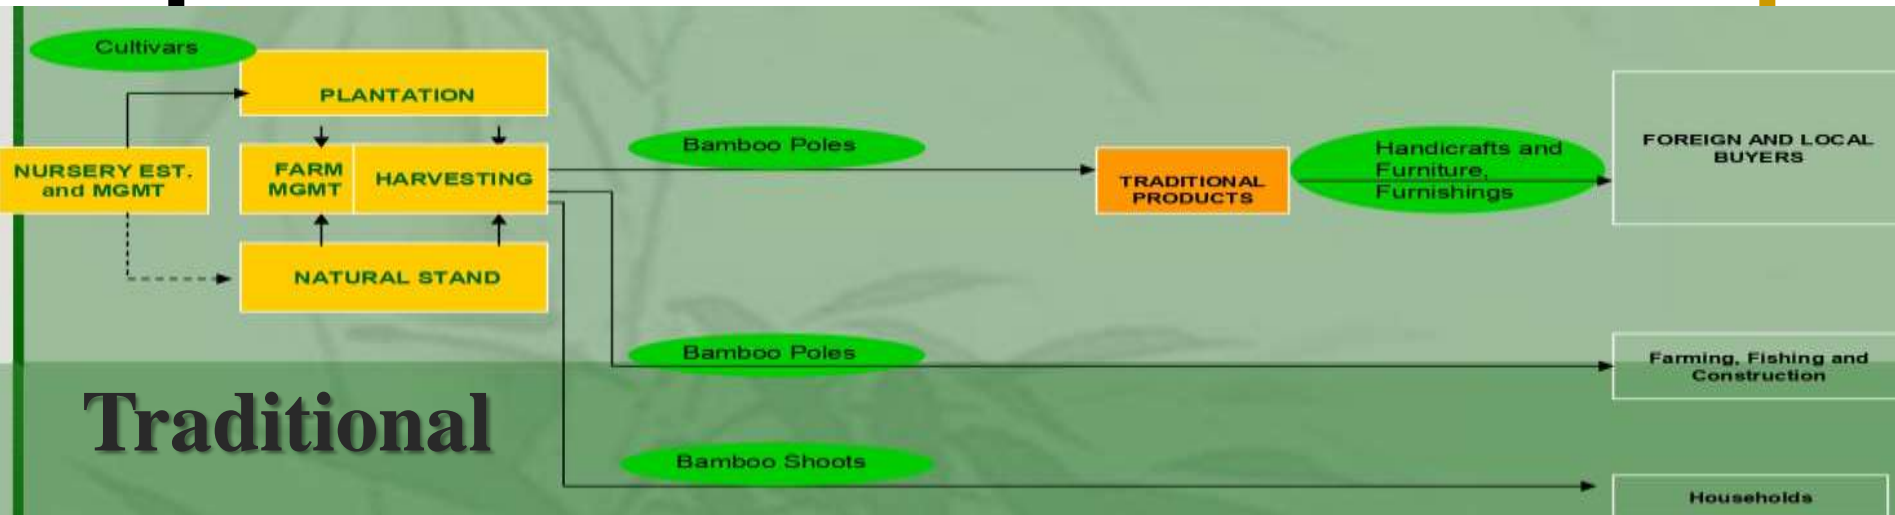 Cultivars
PLANTATION
NURSERY EST.
and MGMT
FARM
MGMT
HARVESTING
NATURAL STAND
Bamboo Poles
TRADITIONAL
PRODUCTS
Handicrafts and
Furniture,
Furnishings
FOREIGN AND LOCAL
BUYERS
Bamboo Poles
Farming, Fishing and
Construction
Traditional
Bamboo Shoots
Households